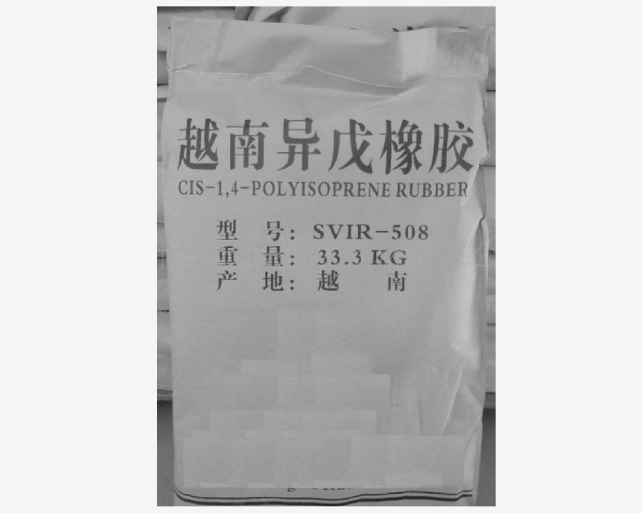 越南异戊橡胶
CIS-1,4-POLYISOPRENE RUBBER
型 号: SVIR-508
重 量: 33.3 KG
产 地: 越 南